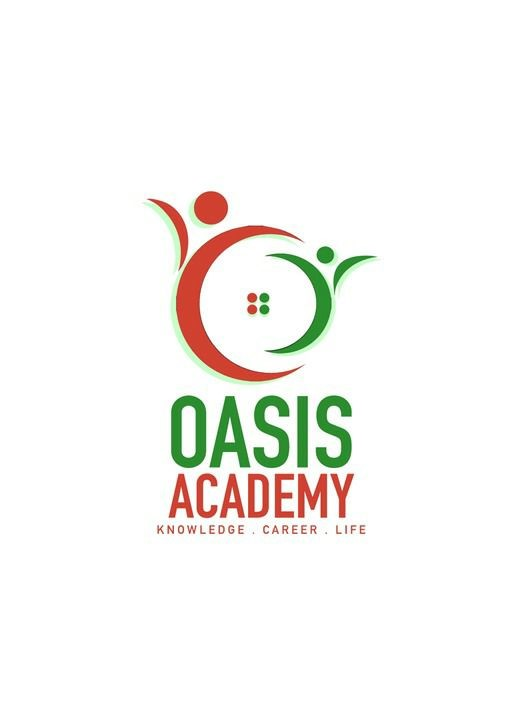 OASIS
ACADEMY
KNOWLEDGE . CAREER . LIFE